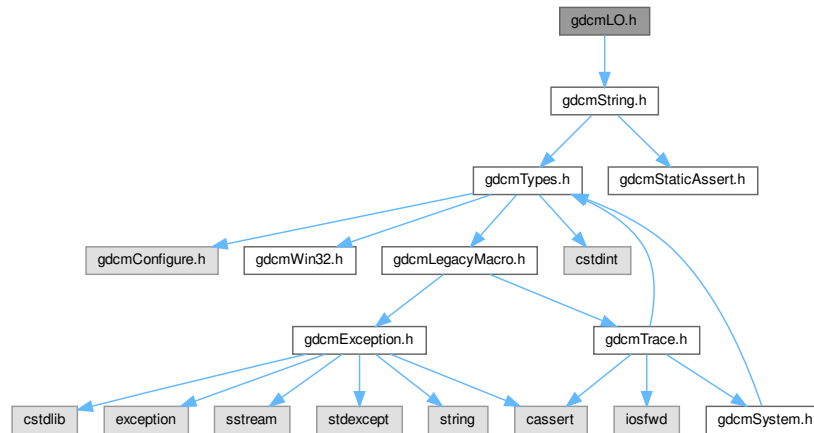 gdcmLO.h
gdcmString.h
gdcmTypes.h
gdcmStaticAssert.h
gdcmConfigure.h
gdcmWin32.h
gdcmLegacyMacro.h
cstdint
gdcmException.h
gdcmTrace.h
cstdlib
exception
sstream
stdexcept
string
cassert
iosfwd
gdcmSystem.h